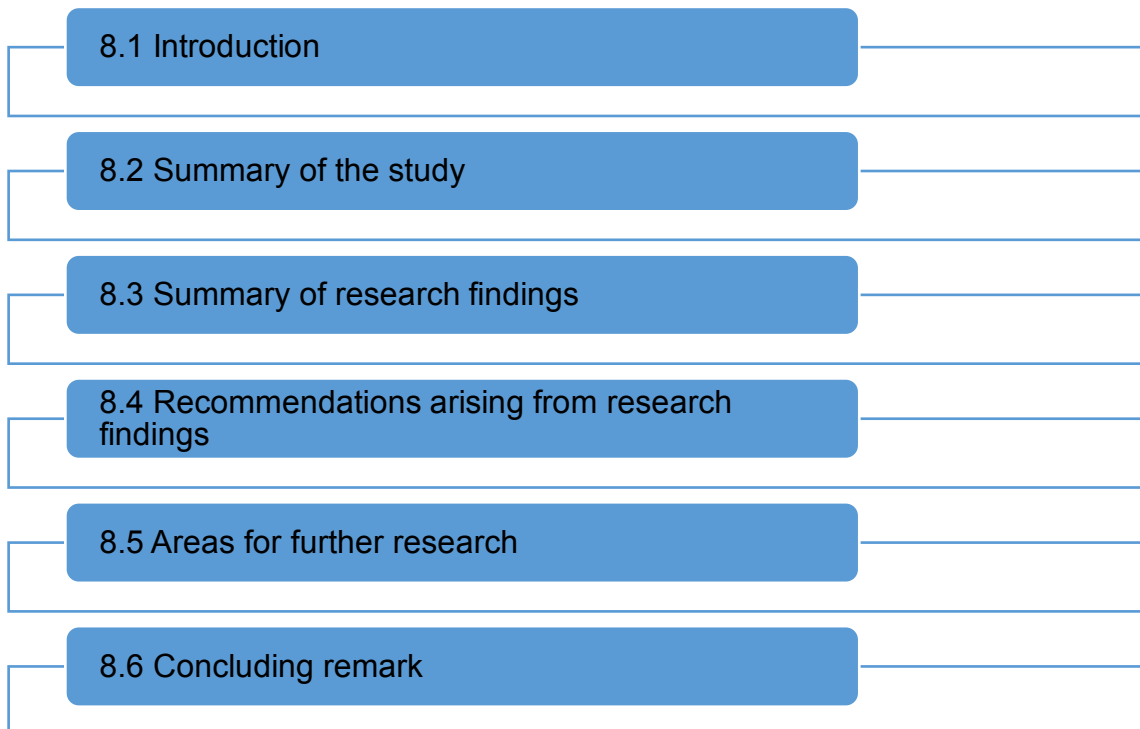 8.1 Introduction
8.2 Summary of the study
8.3 Summary of research findings
8.4 Recommendations arising from research
findings
8.5 Areas for further research
8.6 Concluding remark